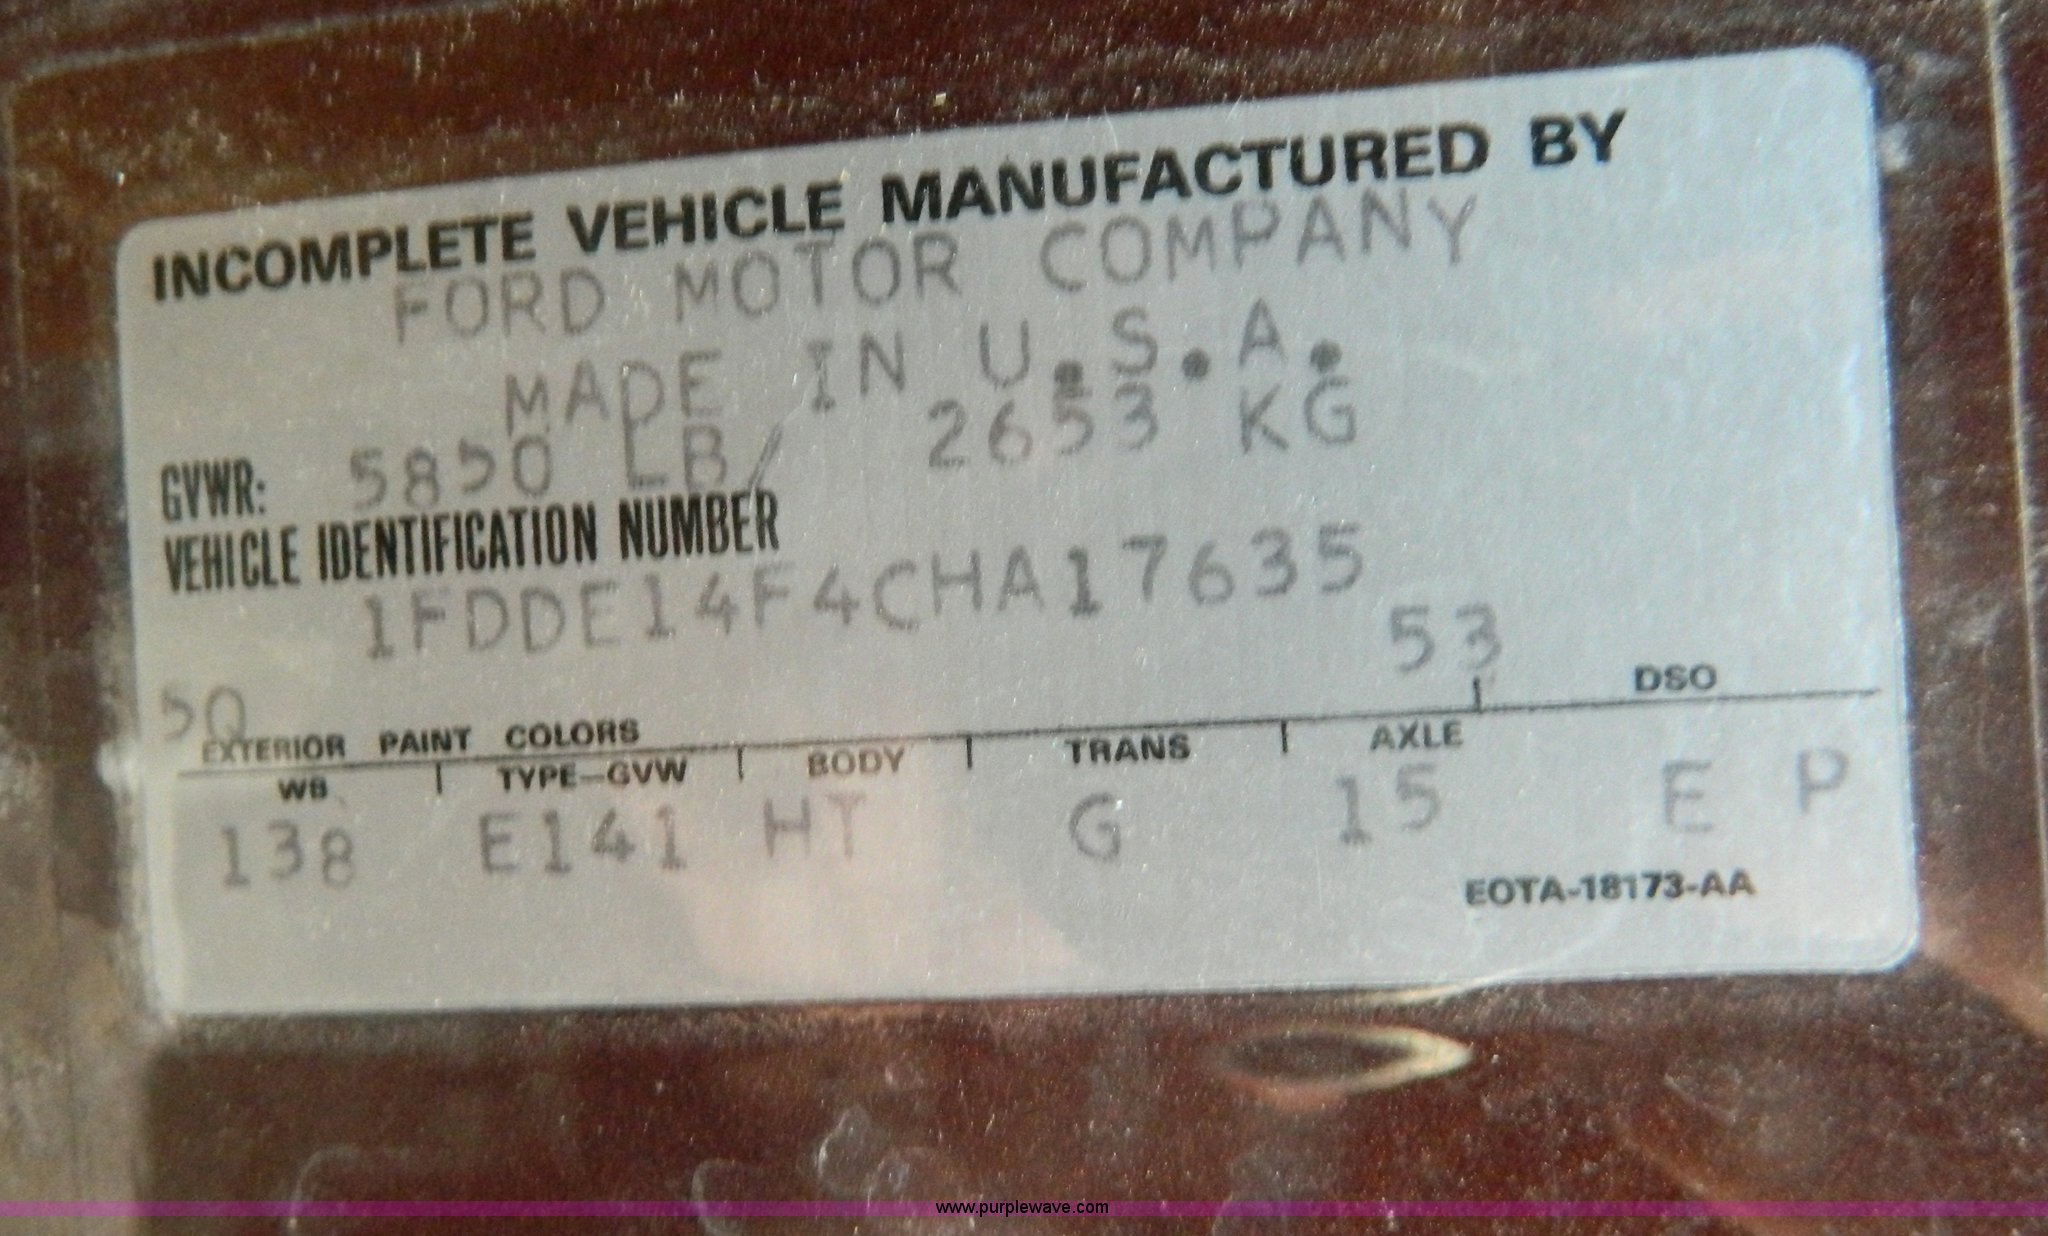 INCOMPLETE VEHICLE MANUFACTURED BY
FORD MOTOR COMPANY
MADE IN U.S.A.
GVWR: 5850 LB/ 2653 KG
VEHICLE IDENTIFICATION NUMBER
1FDDE14F4CHA17635
5Q 53
EXTERIOR PAINT COLORS DSO
WB TYPE-GVW BODY TRANS AXLE
138 E141 HT G 15 E P
EOTA-18173-AA
www.purplewave.com